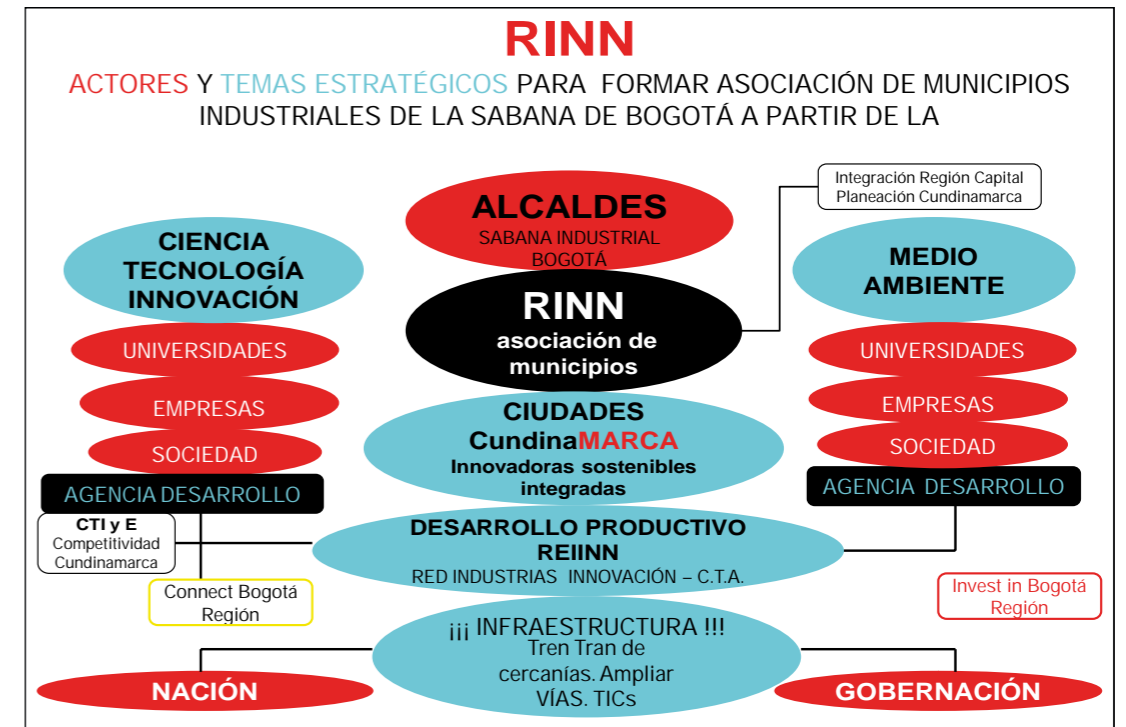 RINN
ACTORES Y TEMAS ESTRATÉGICOS PARA FORMAR ASOCIACIÓN DE MUNICIPIOS
INDUSTRIALES DE LA SABANA DE BOGOTÁ A PARTIR DE LA
Integración Región Capital
Planeación Cundinamarca
ALCALDES
SABANA INDUSTRIAL
BOGOTÁ
CIENCIA
TECNOLOGÍA
INNOVACIÓN
MEDIO
AMBIENTE
RINN
asociación de
municipios
UNIVERSIDADES
EMPRESAS
SOCIEDAD
AGENCIA DESARROLLO
UNIVERSIDADES
EMPRESAS
SOCIEDAD
AGENCIA DESARROLLO
CIUDADES
CundinaMARCA
Innovadoras sostenibles
integradas
CTI y E
Competitividad
Cundinamarca
DESARROLLO PRODUCTIVO
REIINN
RED INDUSTRIAS INNOVACIÓN – C.T.A.
Connect Bogotá
Región
Invest in Bogotá
Región
¡¡¡ INFRAESTRUCTURA !!!
Tren Tran de
cercanías. Ampliar
VÍAS. TICs
NACIÓN
GOBERNACIÓN